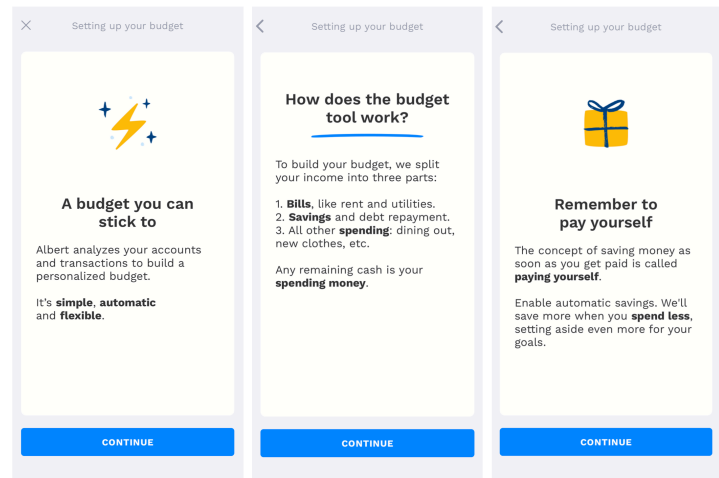 Setting up your budget
A budget you can
stick to
Albert analyzes your accounts
and transactions to build a
personalized budget.
It's simple, automatic
and flexible.
CONTINUE
Setting up your budget
How does the budget
tool work?
To build your budget, we split
your income into three parts:
1. Bills, like rent and utilities.
2. Savings and debt repayment.
3. All other spending: dining out,
new clothes, etc.
Any remaining cash is your
spending money.
CONTINUE
Setting up your budget
Remember to
pay yourself
The concept of saving money as
soon as you get paid is called
paying yourself.
Enable automatic savings. We'll
save more when you spend less,
setting aside even more for your
goals.
CONTINUE